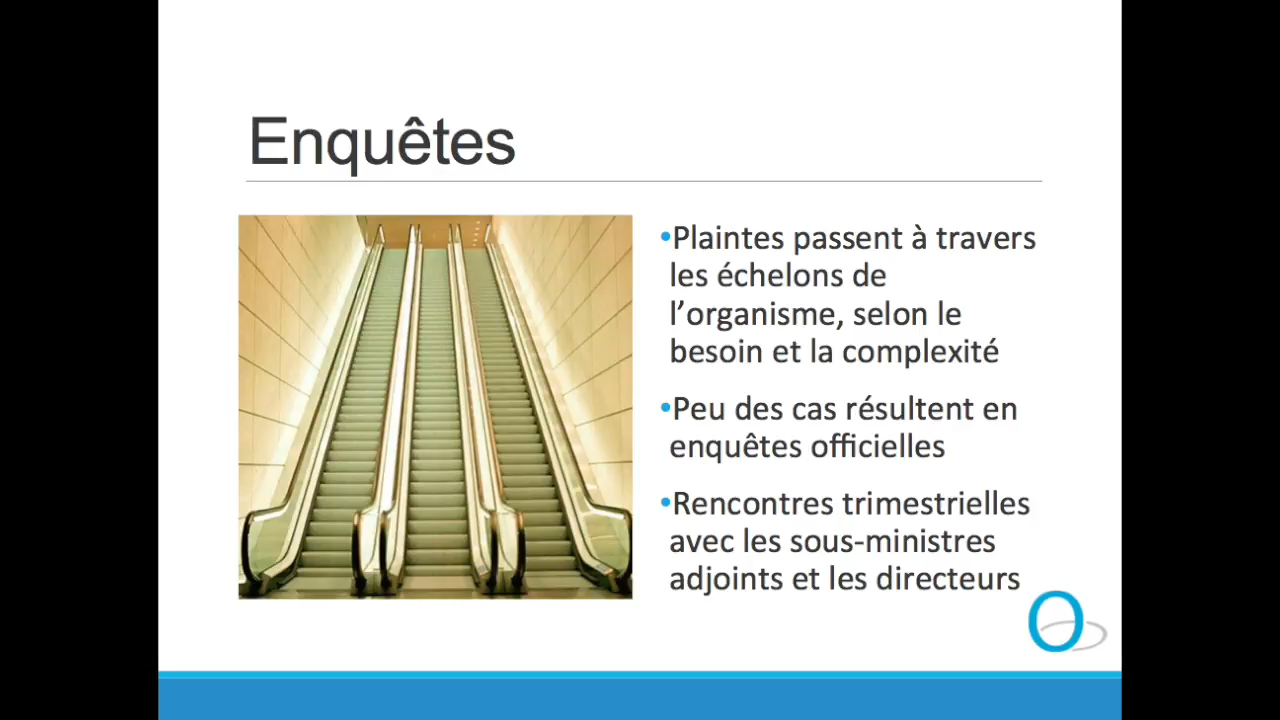 Enquêtes
•Plaintes passent à travers
les échelons de
l’organisme, selon le
besoin et la complexité
•Peu des cas résultent en
enquêtes officielles
•Rencontres trimestrielles
avec les sous-ministres
adjoints et les directeurs